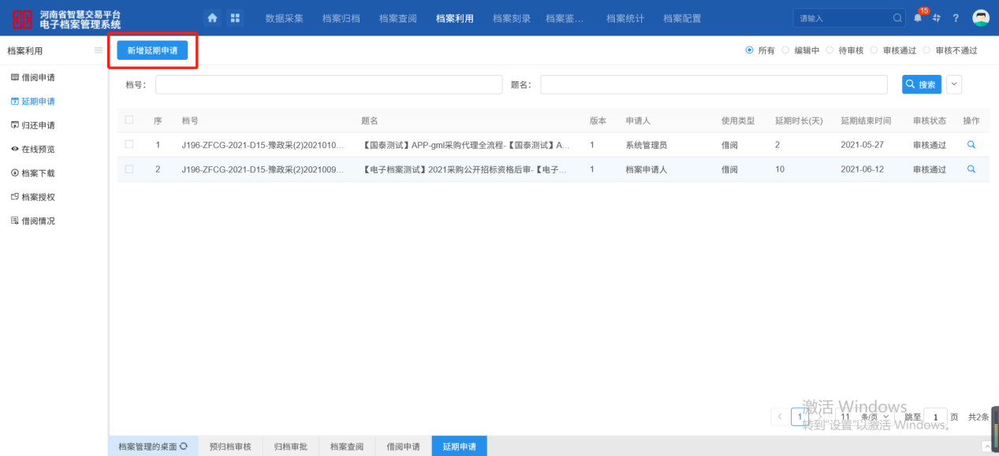 河南省智慧交易平台
电子档案管理系统
数据采集 档案归档 档案查阅 档案利用 档案刻录 档案鉴... 档案统计 档案配置
请输入
15
?
档案利用
新增延期申请
所有 编辑中 待审核 审核通过 审核不通过
借阅申请
延期申请
归还申请
在线预览
档案下载
档案授权
借阅情况
档号: 题名: 搜索
序 档号 题名 版本 申请人 使用类型 延期时长(天) 延期结束时间 审核状态 操作
1 J196-ZFCG-2021-D15-豫政采(2)2021010... 【国泰测试】APP-gml采购代理全流程-【国泰测试】A... 1 系统管理员 借阅 2 2021-05-27 审核通过
2 J196-ZFCG-2021-D15-豫政采(2)2021009... 【电子档案测试】2021采购公开招标资格后审-【电子... 1 档案申请人 借阅 10 2021-06-12 审核通过
激活 Windows
1 11 条/页 跳至 1 页 共2条
转到"设置"以激活 Windows。
档案管理的桌面 预归档审核 归档审批 档案查阅 借阅申请 延期申请